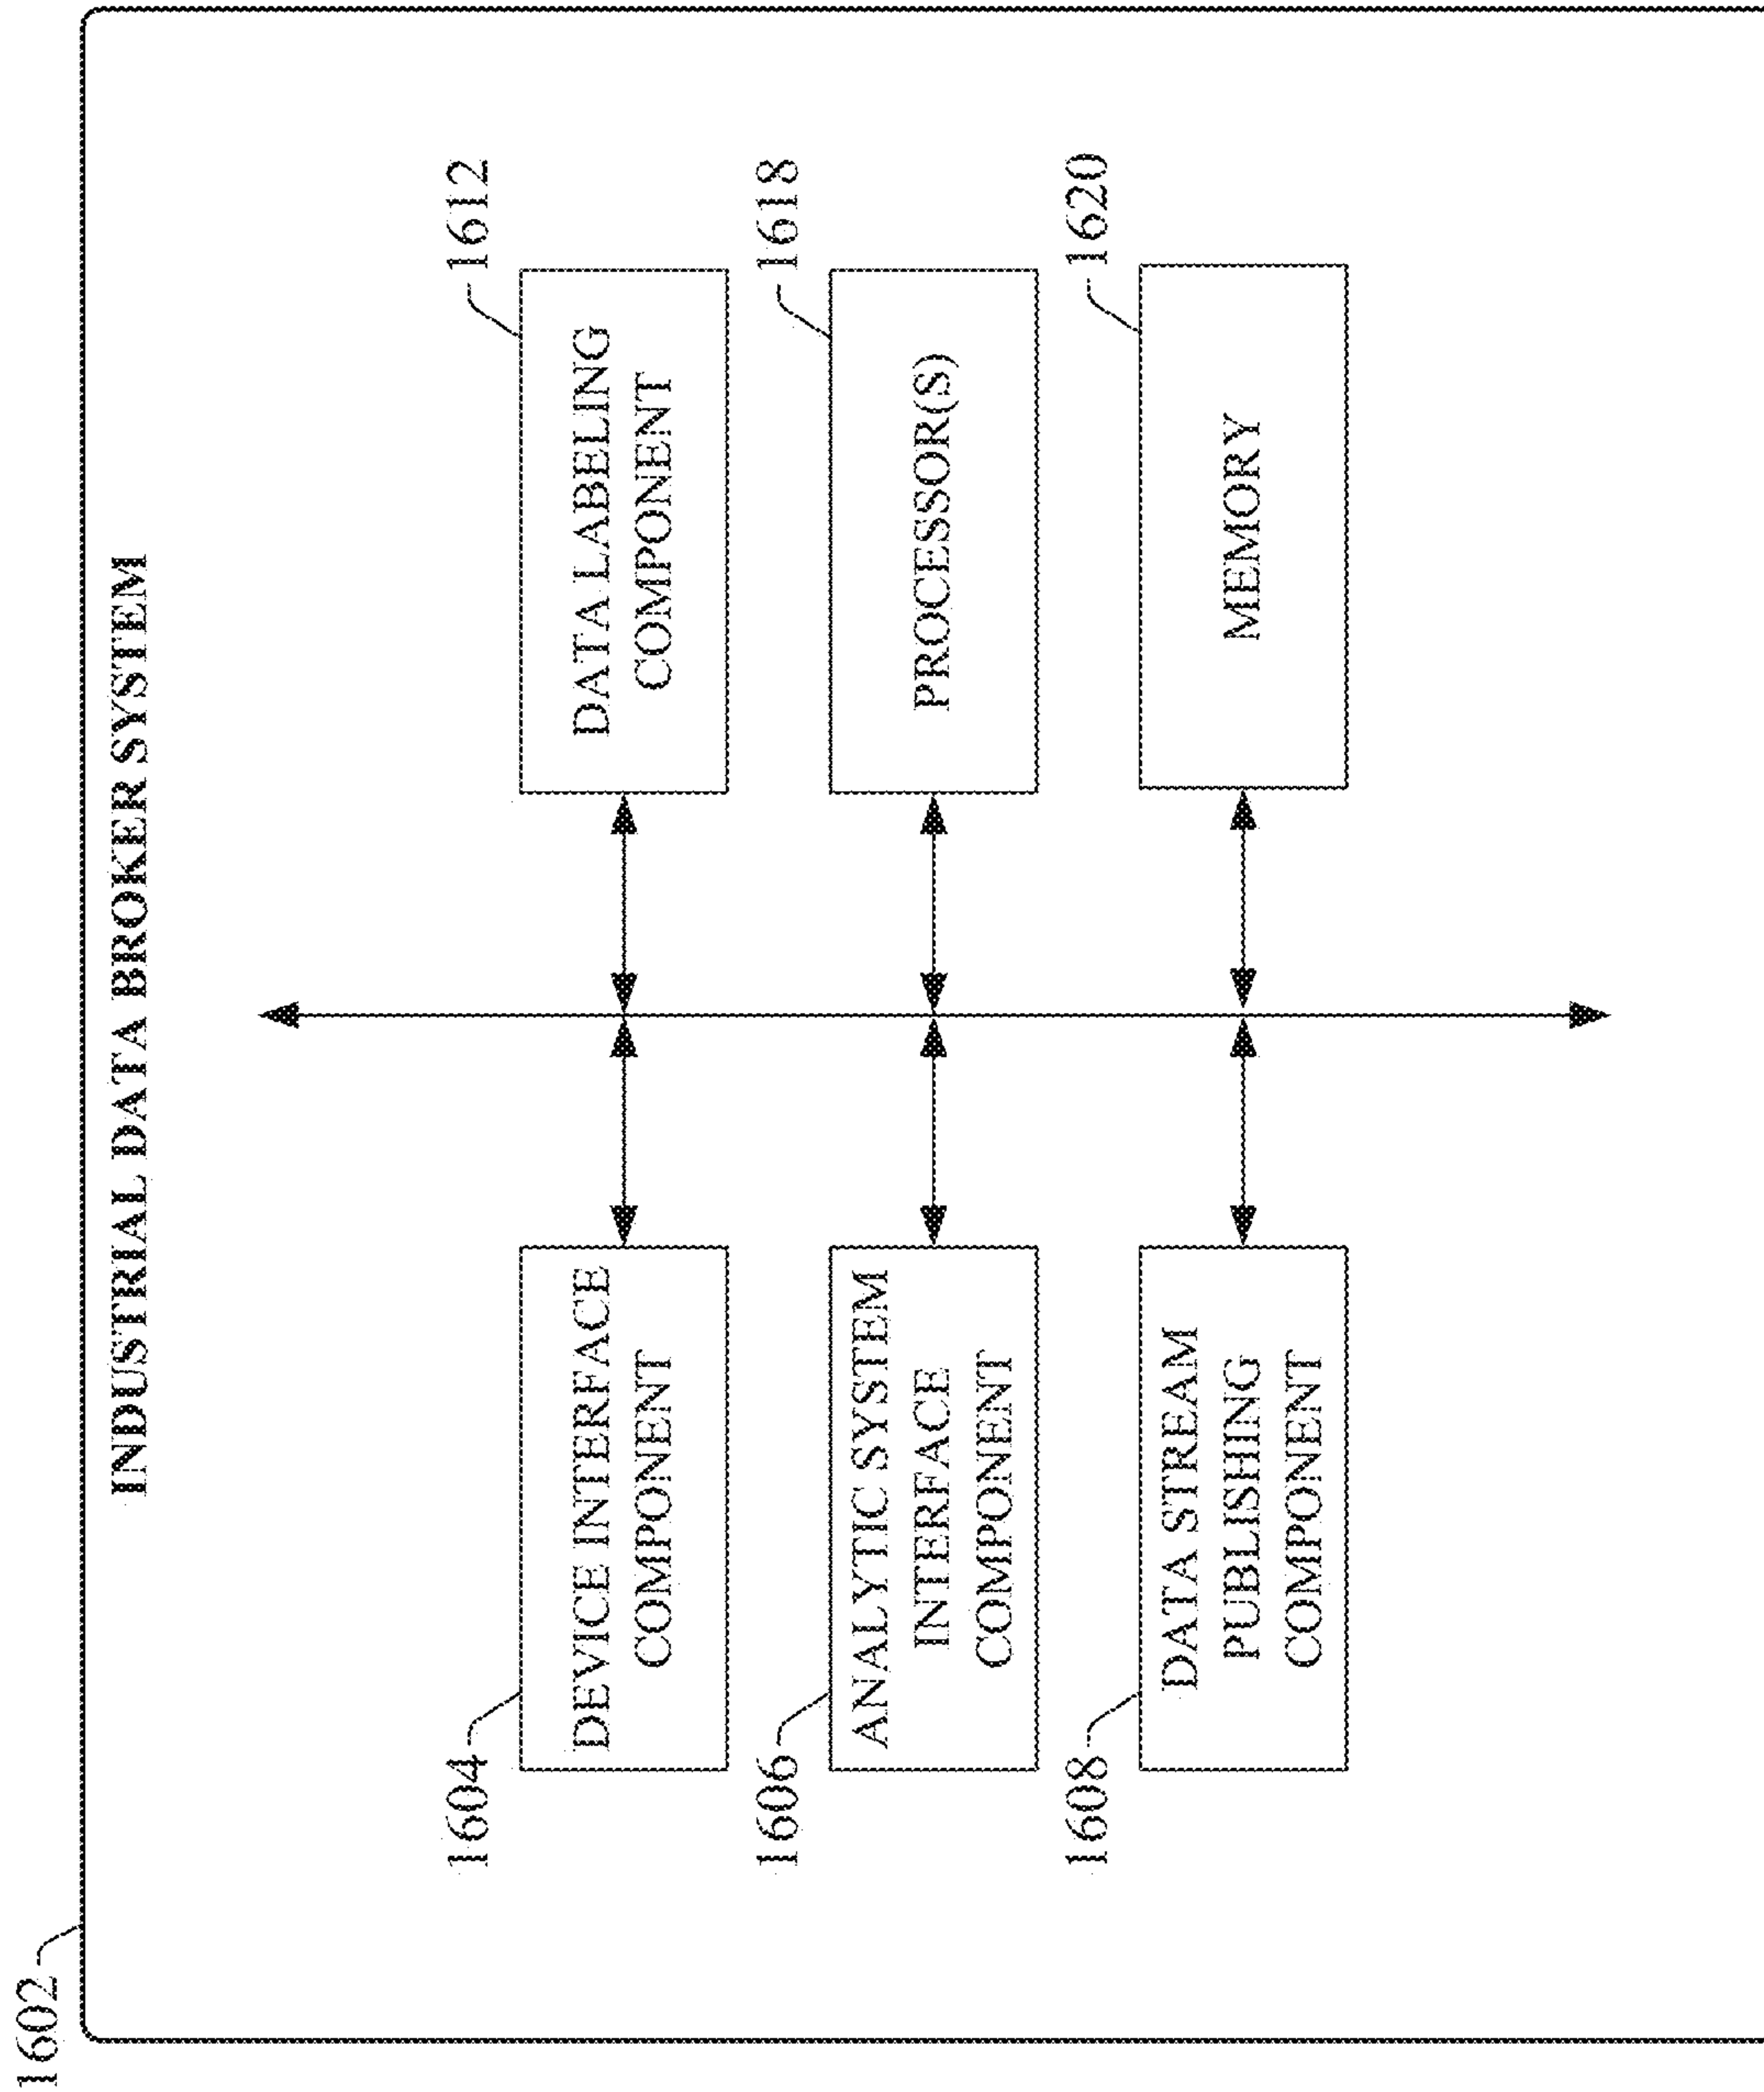 1602
INDUSTRIAL DATA BROKER SYSTEM
1604
DEVICE INTERFACE
COMPONENT
1612
DATA LABELING
COMPONENT
1606
ANALYTIC SYSTEM
INTERFACE
COMPONENT
1618
PROCESSOR(S)
1608
DATA STREAM
PUBLISHING
COMPONENT
1620
MEMORY